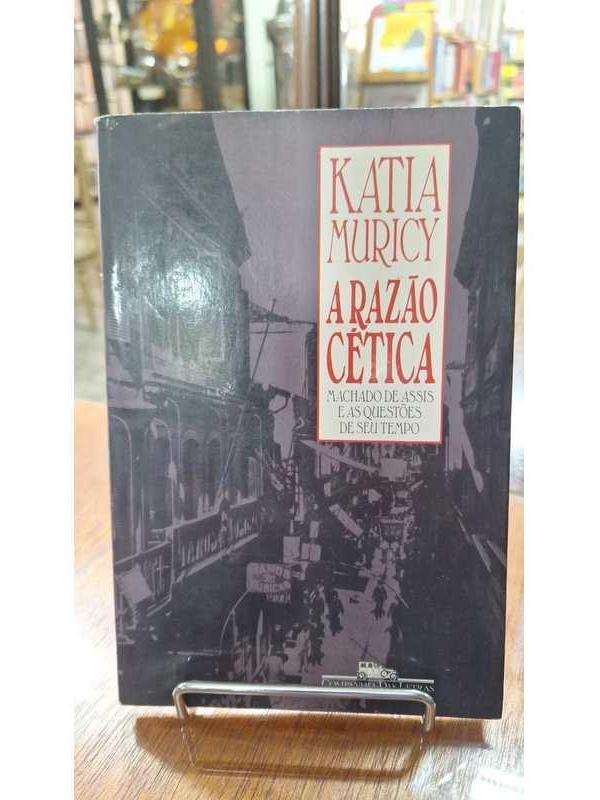 KATIA
MURICY
A RAZÃO
CÉTICA
MACHADO DE ASSIS
E AS QUESTÕES
DE SEU TEMPO
COMPANHIA DAS LETRAS